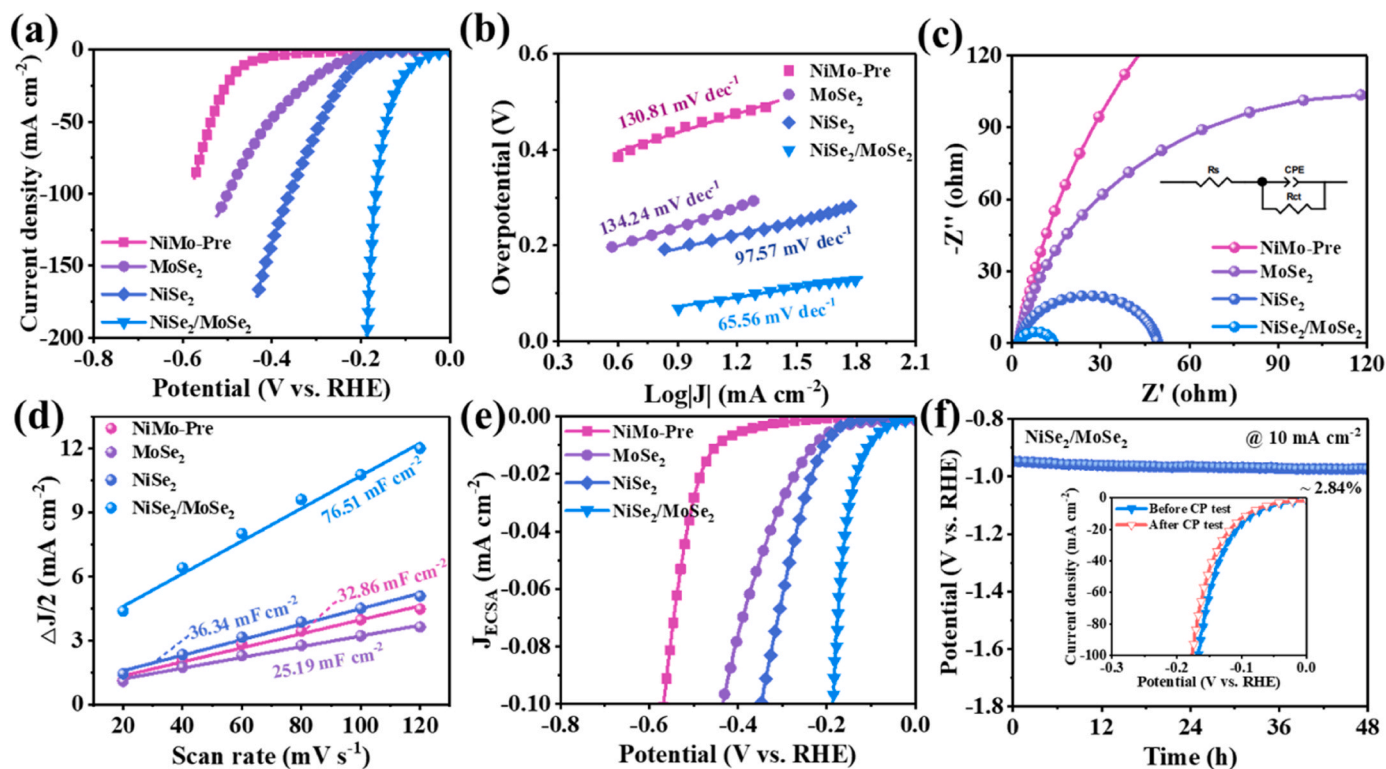 (a)
0
-50
-100
-150
-200
Current density (mA cm⁻²)
NiMo-Pre
MoSe₂
NiSe₂
NiSe₂/MoSe₂
-0.8 -0.6 -0.4 -0.2 0.0
Potential (V vs. RHE)
(b)
0.6
0.4
0.2
0.0
Overpotential (V)
130.81 mV dec⁻¹
134.24 mV dec⁻¹
97.57 mV dec⁻¹
65.56 mV dec⁻¹
NiMo-Pre
MoSe₂
NiSe₂
NiSe₂/MoSe₂
0.3 0.6 0.9 1.2 1.5 1.8 2.1
Log|J| (mA cm⁻²)
(c)
120
90
60
30
0
-Z'' (ohm)
Rs
CPE
Rct
NiMo-Pre
MoSe₂
NiSe₂
NiSe₂/MoSe₂
0 30 60 90 120
Z' (ohm)
(d)
12
9
6
3
0
△J/2 (mA cm⁻²)
NiMo-Pre
MoSe₂
NiSe₂
NiSe₂/MoSe₂
76.51 mF cm⁻²
32.86 mF cm⁻²
36.34 mF cm⁻²
25.19 mF cm⁻²
20 40 60 80 100 120
Scan rate (mV s⁻¹)
(e)
0.00
-0.02
-0.04
-0.06
-0.08
-0.10
J_ECSA (mA cm⁻²)
NiMo-Pre
MoSe₂
NiSe₂
NiSe₂/MoSe₂
-0.8 -0.6 -0.4 -0.2 0.0
Potential (V vs. RHE)
(f)
-0.8
-1.0
-1.2
-1.4
-1.6
-1.8
Potential (V vs. RHE)
NiSe₂/MoSe₂
@ 10 mA cm⁻²
~ 2.84%
0
-20
-40
-60
-80
-100
Current density (mA cm⁻²)
Before CP test
After CP test
-0.3 -0.2 -0.1 0.0
Potential (V vs. RHE)
0 12 24 36 48
Time (h)